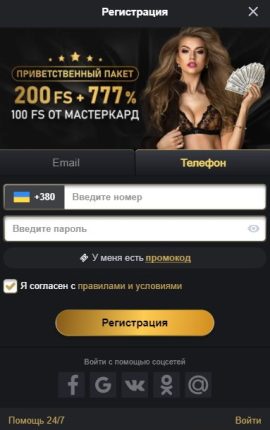 Регистрация
ПРИВЕТСТВЕННЫЙ ПАКЕТ
200 FS + 777%
100 FS ОТ МАСТЕРКАРД
Email Телефон
+380 Введите номер
Введите пароль
У меня есть промокод
Я согласен с правилами и условиями
Регистрация
Войти с помощью соцсетей
Помощь 24/7 Войти